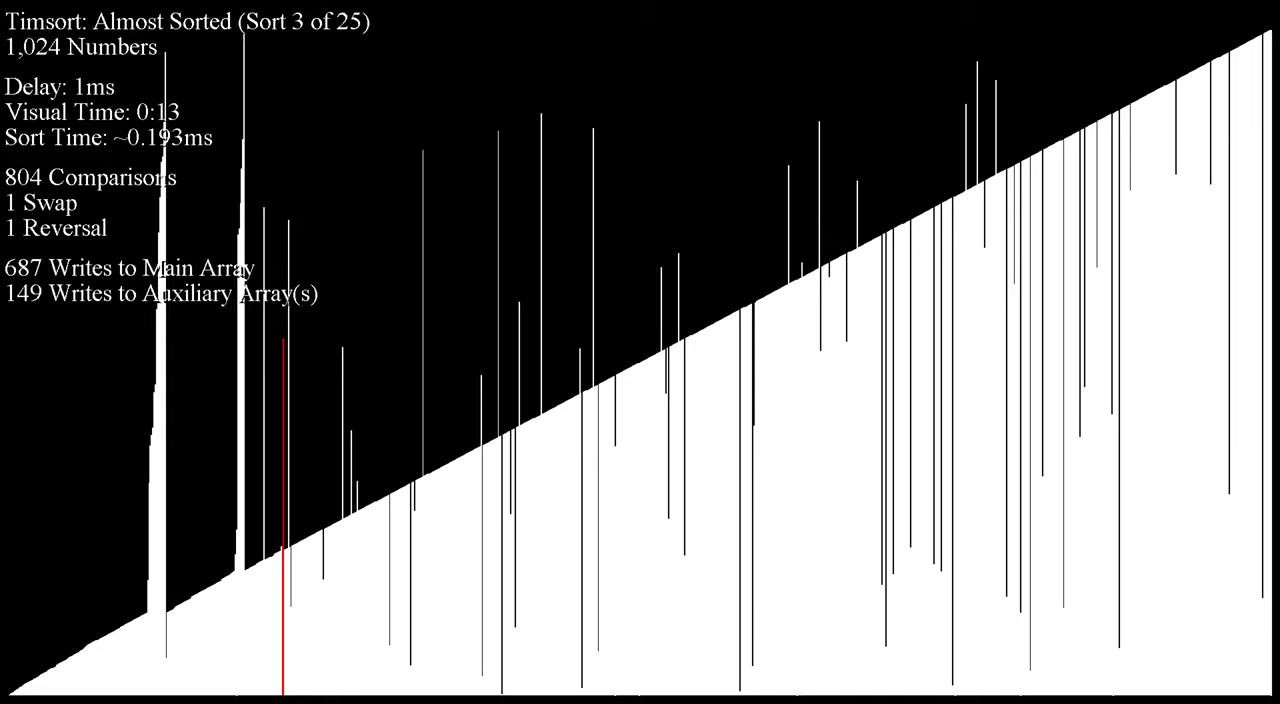 Timsort: Almost Sorted (Sort 3 of 25)
1,024 Numbers
Delay: 1ms
Visual Time: 0:13
Sort Time: ~0.193ms
804 Comparisons
1 Swap
1 Reversal
687 Writes to Main Array
149 Writes to Auxiliary Array(s)